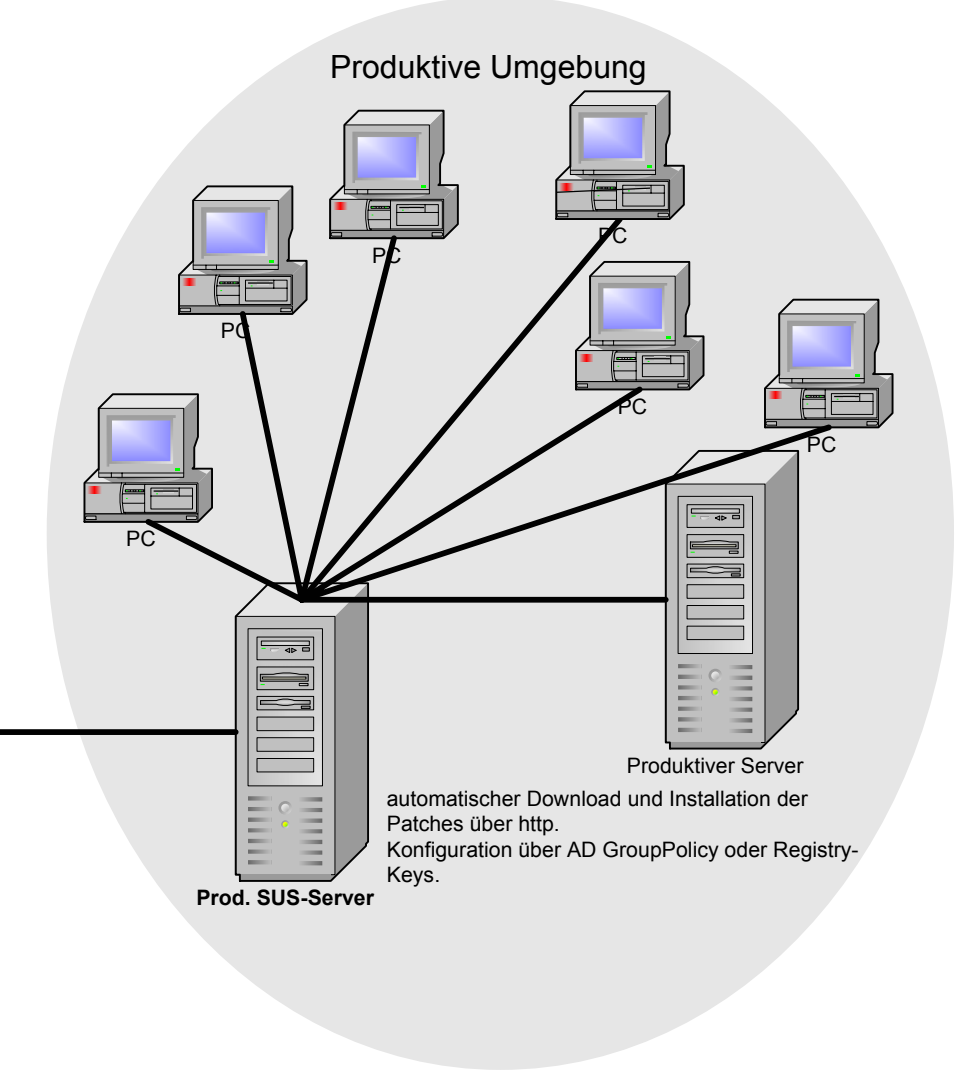 Produktive Umgebung
PC
PC
PC
PC
PC
PC
Produktiver Server
automatischer Download und Installation der
Patches über http.
Konfiguration über AD GroupPolicy oder Registry-
Keys.
Prod. SUS-Server